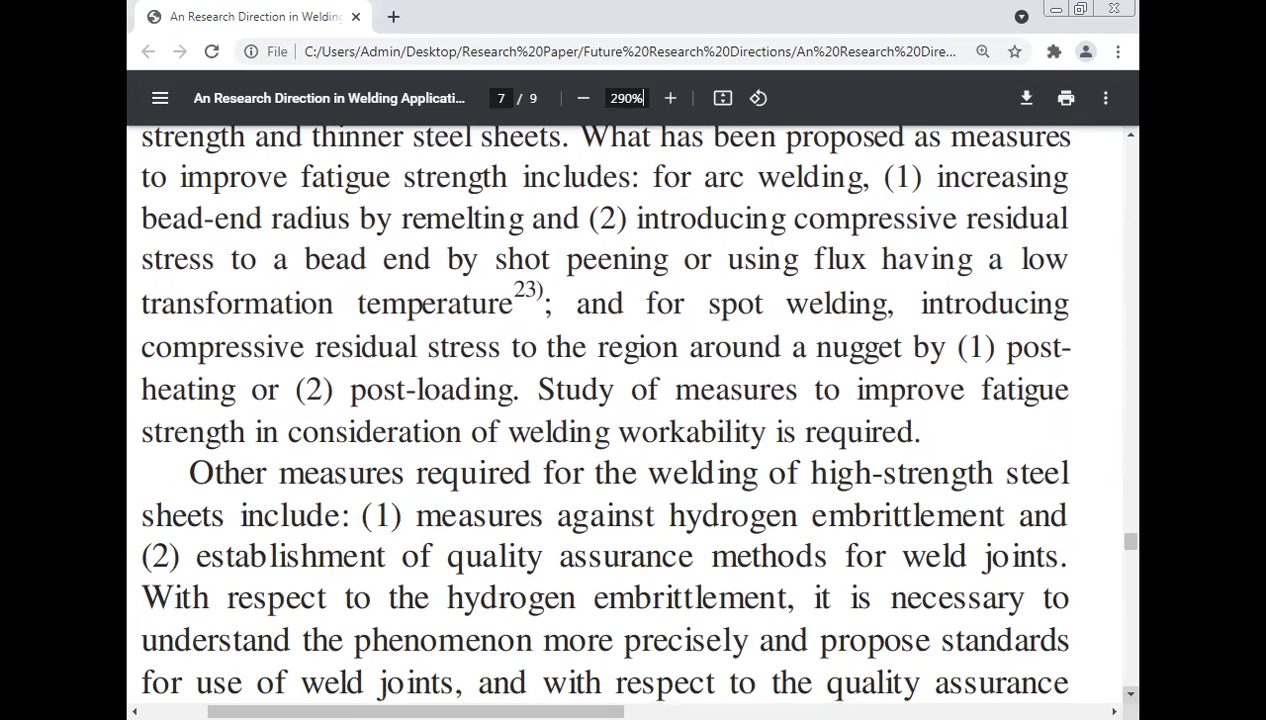 An Research Direction in Welding
File C:/Users/Admin/Desktop/Research%20Paper/Future%20Research%20Directions/An%20Research%20Dire...
An Research Direction in Welding Applicati... 7 / 9 290%
strength and thinner steel sheets. What has been proposed as measures
to improve fatigue strength includes: for arc welding, (1) increasing
bead-end radius by remelting and (2) introducing compressive residual
stress to a bead end by shot peening or using flux having a low
transformation temperature23); and for spot welding, introducing
compressive residual stress to the region around a nugget by (1) post-
heating or (2) post-loading. Study of measures to improve fatigue
strength in consideration of welding workability is required.
Other measures required for the welding of high-strength steel
sheets include: (1) measures against hydrogen embrittlement and
(2) establishment of quality assurance methods for weld joints.
With respect to the hydrogen embrittlement, it is necessary to
understand the phenomenon more precisely and propose standards
for use of weld joints, and with respect to the quality assurance